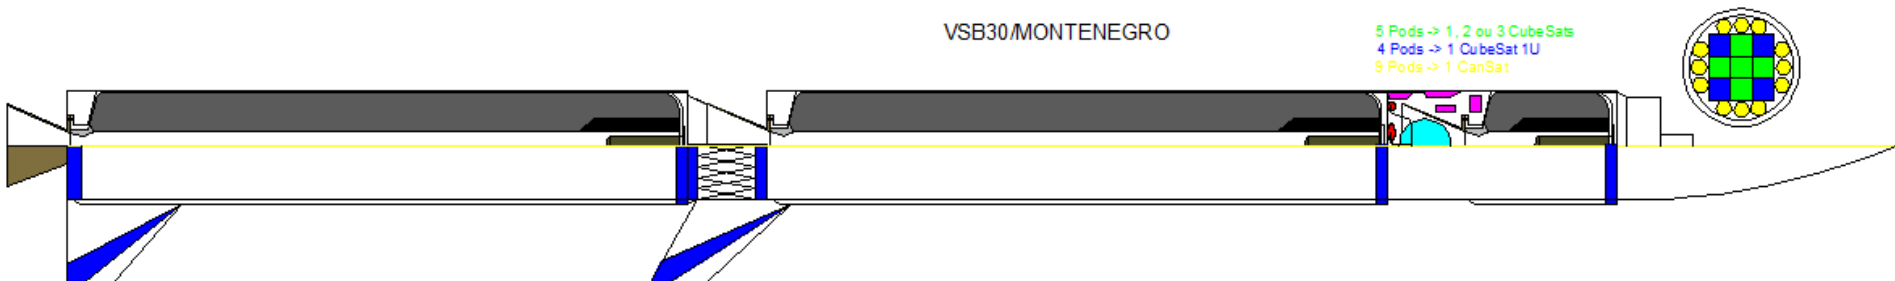 VSB30/MONTENEGRO
5 Pods -> 1, 2 ou 3 CubeSats
4 Pods -> 1 CubeSat 1U
9 Pods -> 1 CanSat